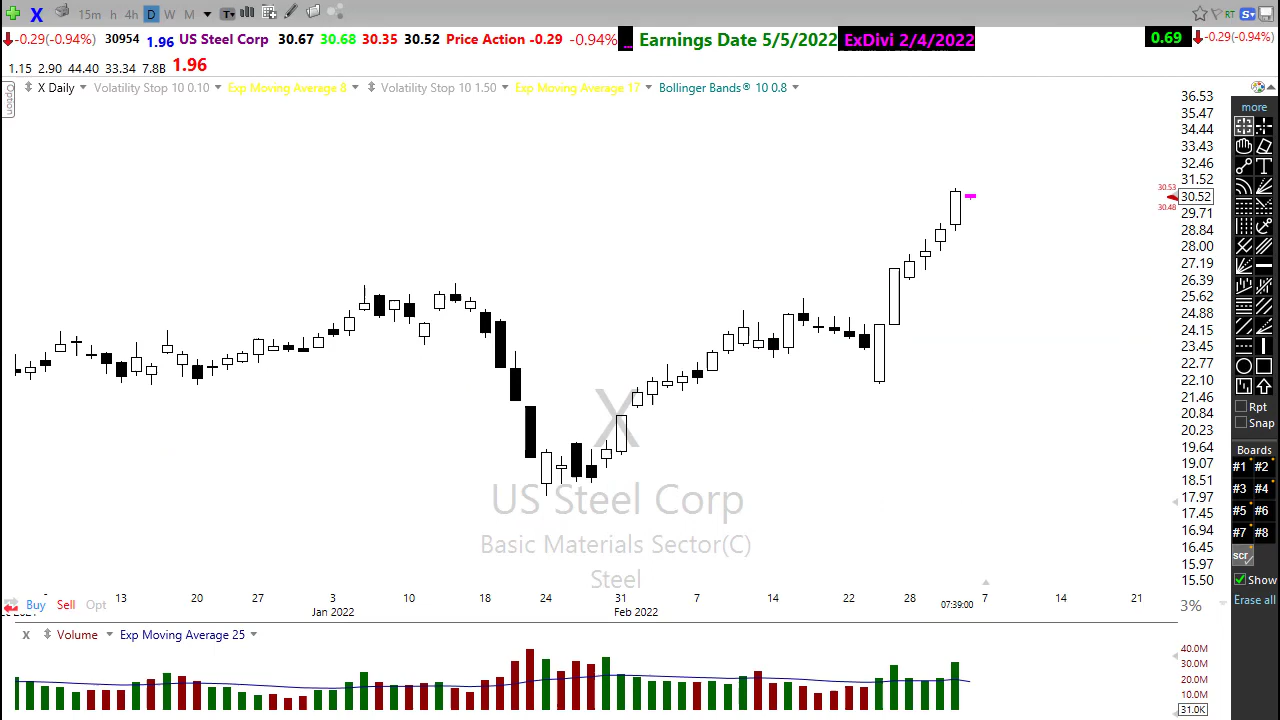 X 15m h 4h D W M T RT S
-0.29(-0.94%) 30954 1.96 US Steel Corp 30.67 30.68 30.35 30.52 Price Action -0.29 -0.94% ... Earnings Date 5/5/2022 ExDivi 2/4/2022 0.69 -0.29(-0.94%)
1.15 2.90 44.40 33.34 7.8B 1.96
Option
X Daily Volatility Stop 10 0.10 Exp Moving Average 8 Volatility Stop 10 1.50 Exp Moving Average 17 Bollinger Bands® 10 0.8
36.53
35.47
34.44
33.43
32.46
31.52
30.53
30.52
30.48
29.71
28.84
28.00
27.19
26.39
25.62
24.88
24.15
23.45
22.77
22.10
21.46
20.84
20.23
19.64
19.07
18.51
17.97
17.45
16.94
16.45
15.97
15.50
X
US Steel Corp
Basic Materials Sector(C)
Steel
13 20 27 3 10 18 24 31 7 14 22 28 7 14 21
Jan 2022 Feb 2022 07:39:00
Buy Sell Opt 3%
X Volume Exp Moving Average 25
40.0M
30.0M
20.0M
10.0M
31.0K
more
T
Rpt
Snap
Boards
#1 #2
#3 #4
#5 #6
#7 #8
scr
Show
Erase all